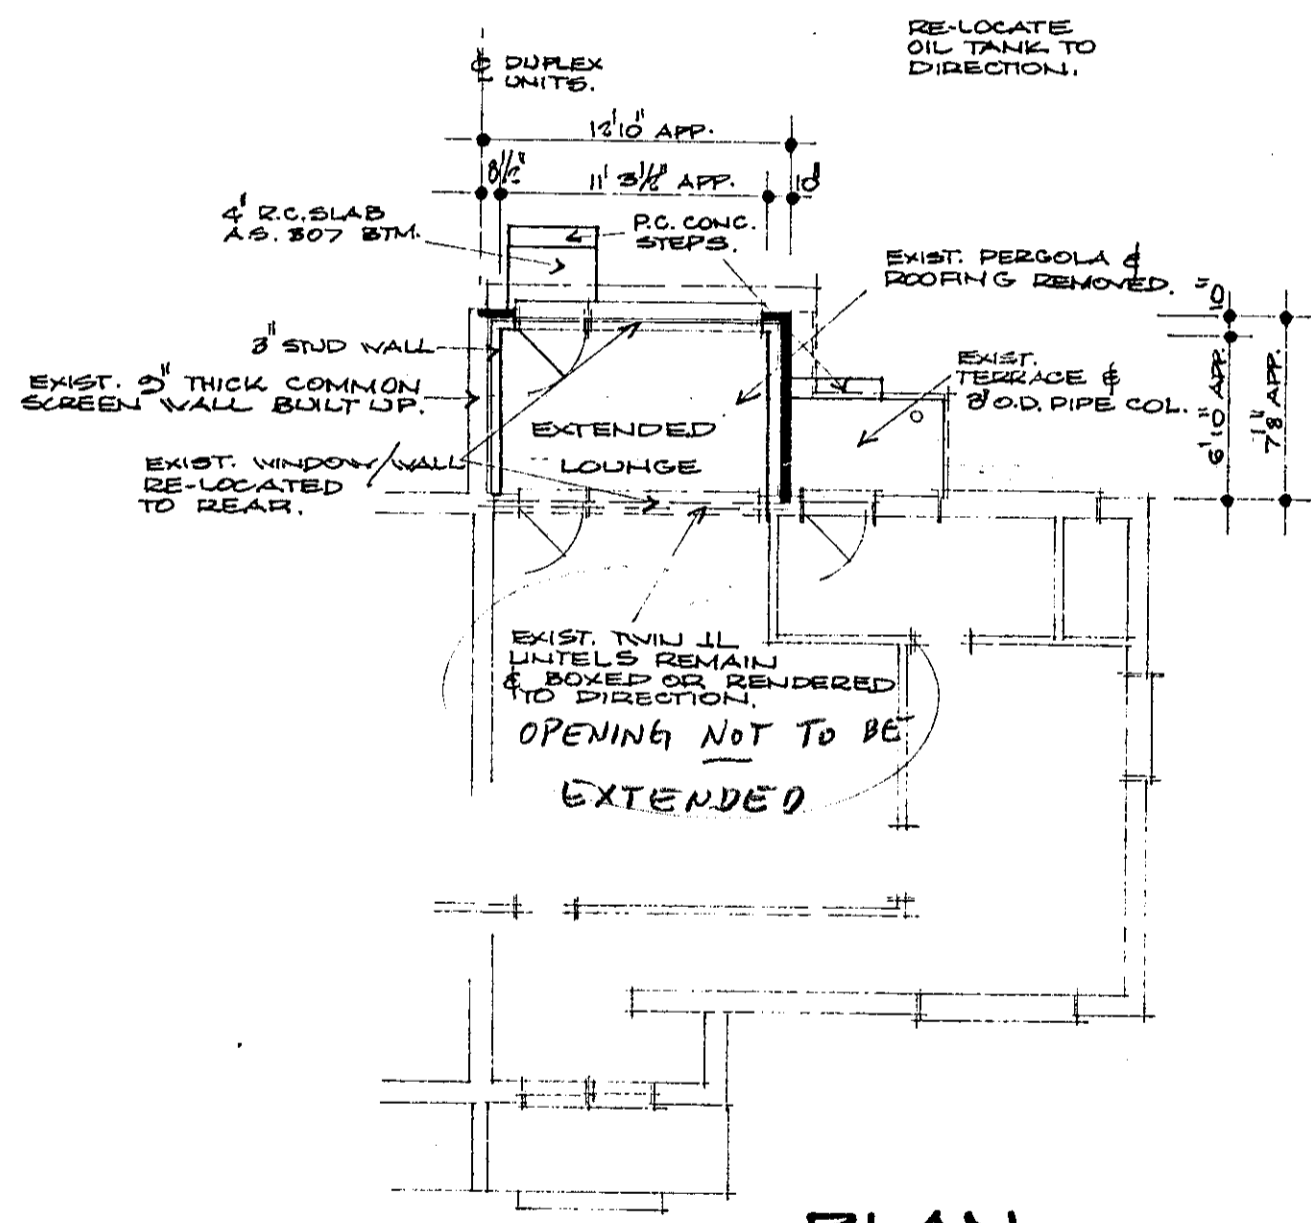 RE-LOCATE
OIL TANK TO
DIRECTION.
℄ DUPLEX
UNITS.
12'10" APP.
8½"
11' 3½" APP.
10"
4" R.C. SLAB
A.S. 307 BTM.
P.C. CONC.
STEPS.
EXIST. PERGOLA &
ROOFING REMOVED.
10"
3" STUD WALL
EXIST. 9" THICK COMMON
SCREEN WALL BUILT UP.
EXIST.
TERRACE &
3" O.D. PIPE COL.
6'10" APP.
7'8" APP.
EXTENDED
LOUNGE
EXIST. WINDOW/WALL
RE-LOCATED
TO REAR.
EXIST. TWIN
LINTELS REMAIN
& BOXED OR RENDERED
TO DIRECTION.
OPENING NOT TO BE
EXTENDED
PLAN